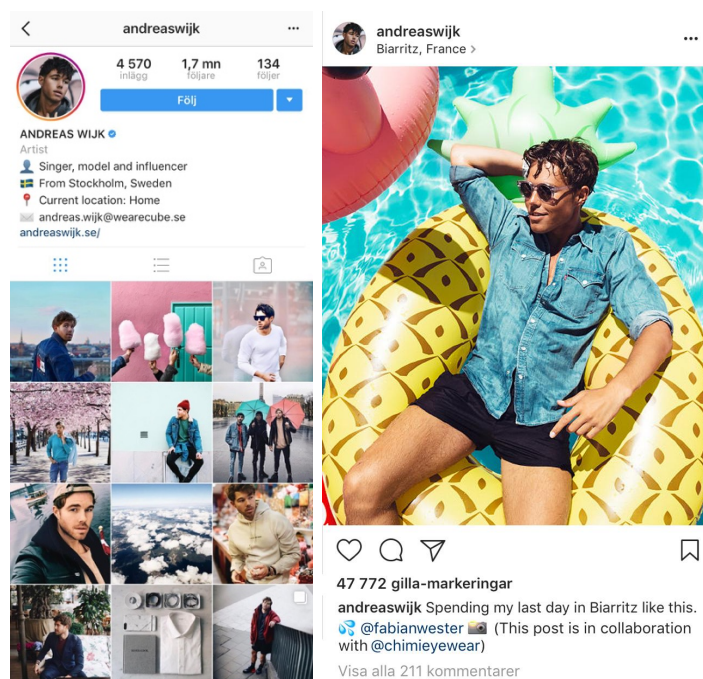 andreaswijk
4 570
1,7 mn
134
inlägg
följare
följer
Följ
ANDREAS WIJK
Artist
Singer, model and influencer
From Stockholm, Sweden
Current location: Home
andreas.wijk@wearecube.se
andreaswijk.se/
andreaswijk
Biarritz, France >
47 772 gilla-markeringar
andreaswijk Spending my last day in Biarritz like this.
@fabianwester (This post is in collaboration
with @chimieyewear)
Visa alla 211 kommentarer